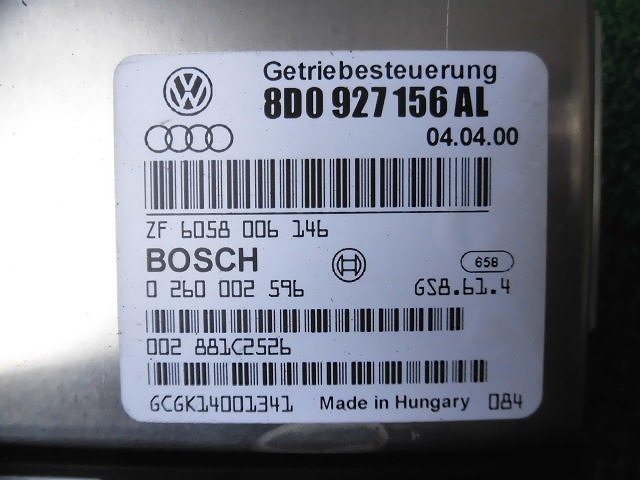 Getriebesteuerung
8D0 927 156 AL
04.04.00
ZF 6058 006 146
BOSCH 658
0 260 002 596 GS8.61.4
002 881C2526
GCGK14001341 Made in Hungary 084